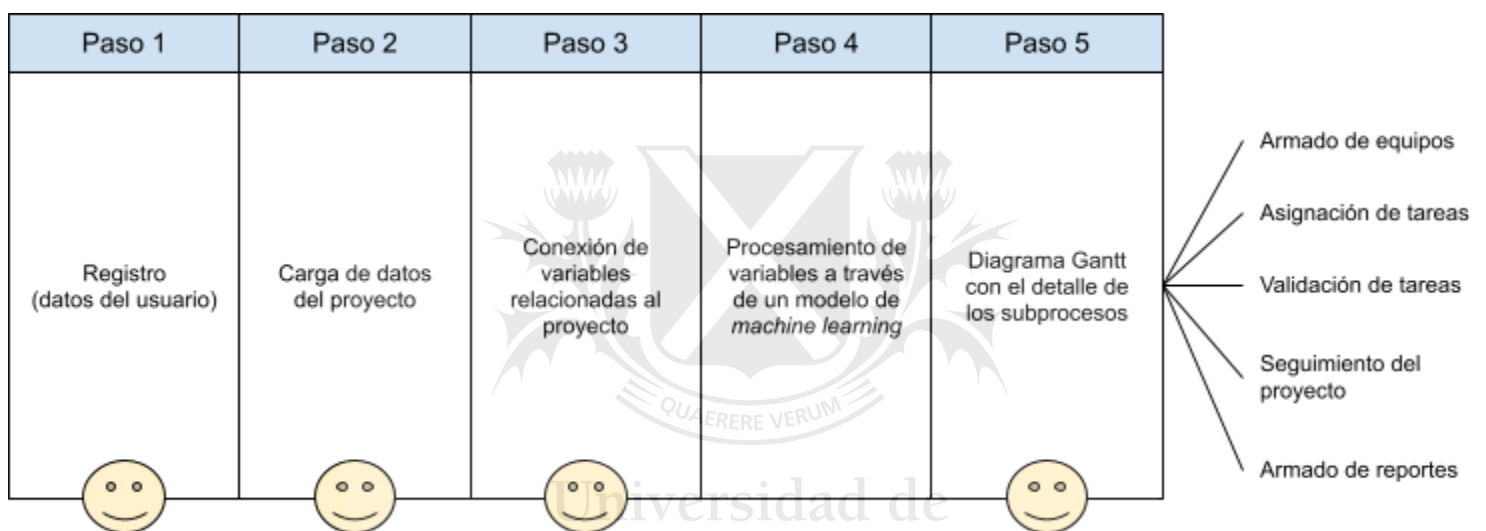 Paso 1
Paso 2
Paso 3
Paso 4
Paso 5
Registro
(datos del usuario)
Carga de datos
del proyecto
Conexión de
variables
relacionadas al
proyecto
Procesamiento de
variables a través
de un modelo de
machine learning
Diagrama Gantt
con el detalle de
los subprocesos
Armado de equipos
Asignación de tareas
Validación de tareas
Seguimiento del
proyecto
Armado de reportes
QUAERERE VERUM
Universidad de